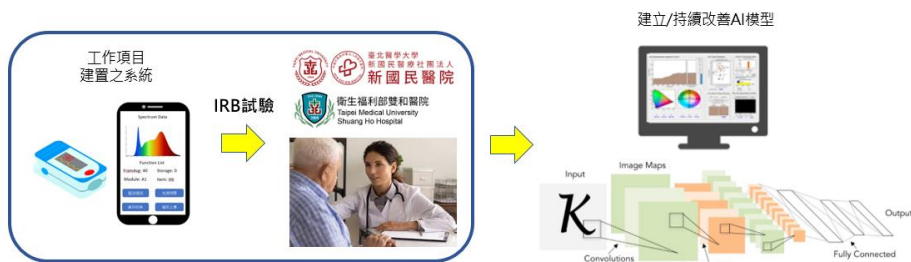 工作項目
建置之系統
Spectrum Data
Function List
IRB試驗
臺北醫學大學
新國民醫療社團法人
新國民醫院
衛生福利部雙和醫院
Taipei Medical University
Shuang Ho Hospital
建立/持續改善AI模型
Input
Image Maps
K
Convolutions
Output
Fully Connected